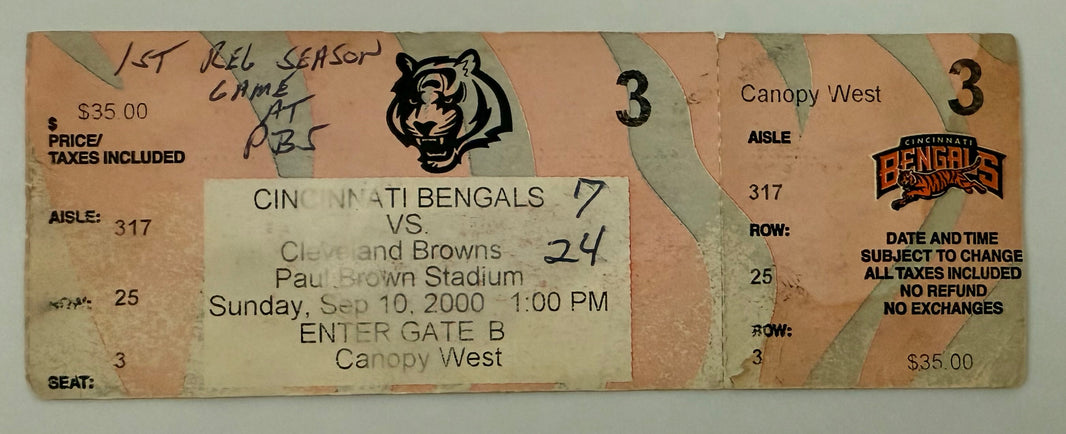 1ST REG SEASON
GAME
AT
PBS
$35.00
$
PRICE/
TAXES INCLUDED
AISLE:
317
ROW:
25
3
SEAT:
3
CINCINNATI BENGALS 7
VS.
Cleveland Browns 24
Paul Brown Stadium
Sunday, Sep 10, 2000 1:00 PM
ENTER GATE B
Canopy West
Canopy West
3
AISLE
317
ROW:
25
ROW:
3
CINCINNATI
BENGALS
DATE AND TIME
SUBJECT TO CHANGE
ALL TAXES INCLUDED
NO REFUND
NO EXCHANGES
$35.00